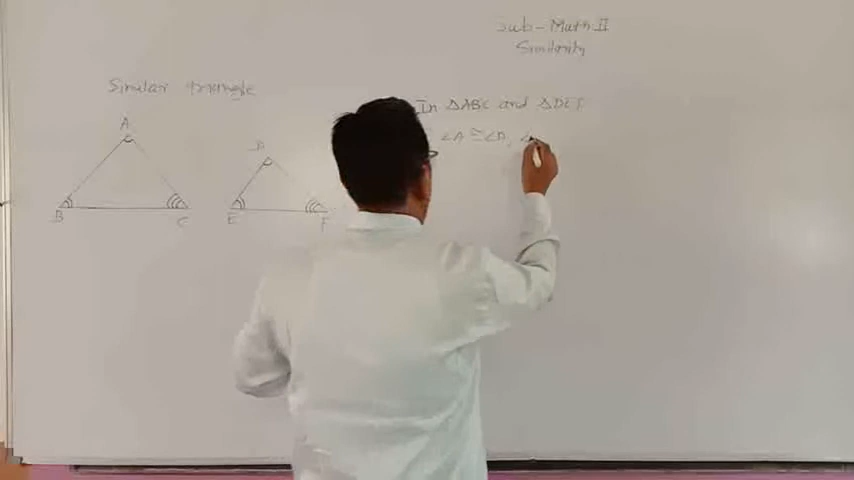 Sub - Math II
Similarity
Similar triangle
In △ABC and △DEF
∠A ≅ ∠D, ∠
A
B
C
D
E
F